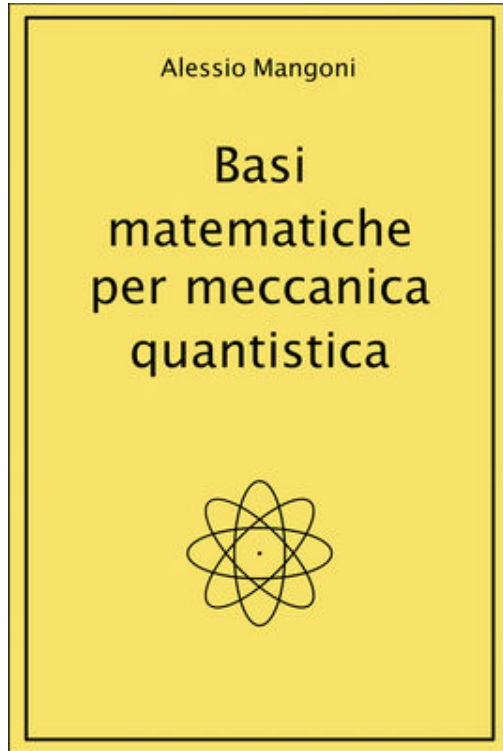 Alessio Mangoni
Basi
matematiche
per meccanica
quantistica